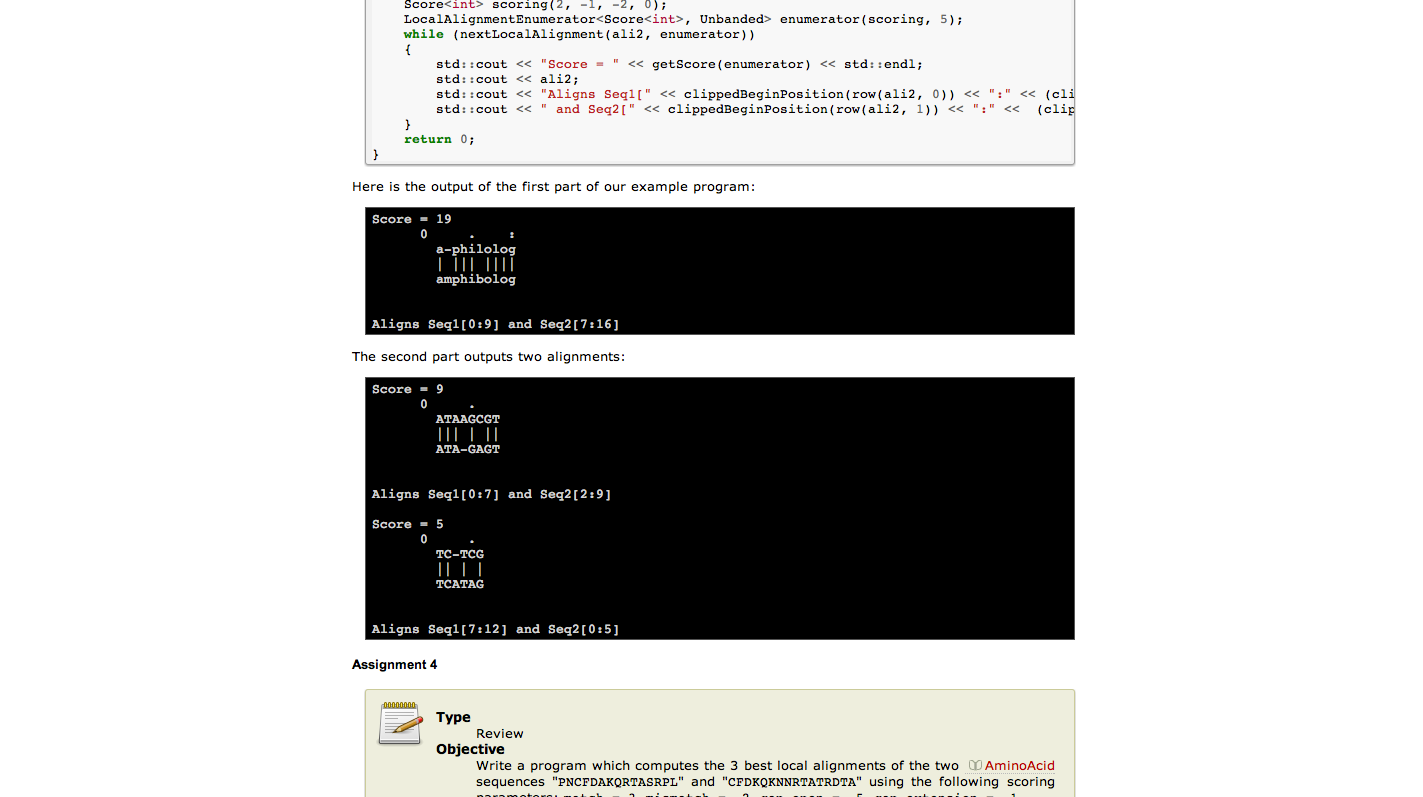 Score<int> scoring(2, -1, -2, 0);
LocalAlignmentEnumerator<Score<int>, Unbanded> enumerator(scoring, 5);
while (nextLocalAlignment(ali2, enumerator))
{
std::cout << "Score = " << getScore(enumerator) << std::endl;
std::cout << ali2;
std::cout << "Aligns Seq1[" << clippedBeginPosition(row(ali2, 0)) << ":" << (cli
std::cout << " and Seq2[" << clippedBeginPosition(row(ali2, 1)) << ":" <<  (clip
}
return 0;
}
Here is the output of the first part of our example program:
Score = 19
0     .    :
a-philolog
| ||| ||||
amphibolog
Aligns Seq1[0:9] and Seq2[7:16]
The second part outputs two alignments:
Score = 9
0     .
ATAAGCGT
||| | ||
ATA-GAGT
Aligns Seq1[0:7] and Seq2[2:9]
Score = 5
0     .
TC-TCG
|| | |
TCATAG
Aligns Seq1[7:12] and Seq2[0:5]
Assignment 4
Type
Review
Objective
Write a program which computes the 3 best local alignments of the two AminoAcid
sequences "PNCFDAKQRTASRPL" and "CFDKQKNNRTATRDTA" using the following scoring